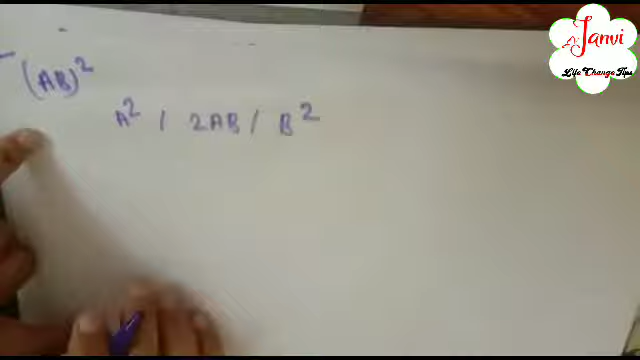 Janvi
Life Change Tips
(AB)²
A² / 2AB / B²